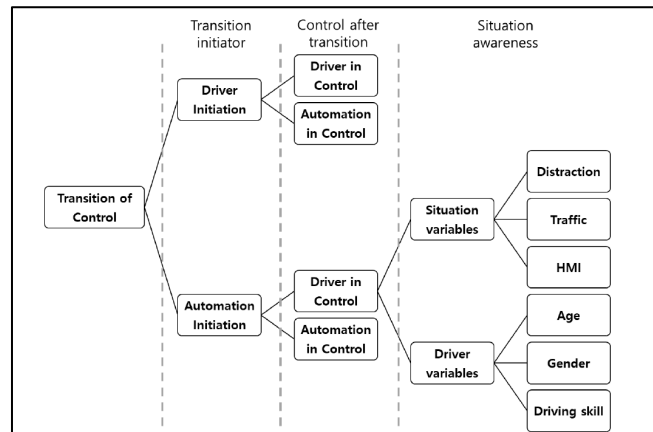 Transition
initiator
Control after
transition
Situation
awareness
Driver
Initiation
Driver in
Control
Automation
in Control
Transition of
Control
Situation
variables
Distraction
Traffic
HMI
Automation
Initiation
Driver in
Control
Automation
in Control
Driver
variables
Age
Gender
Driving skill